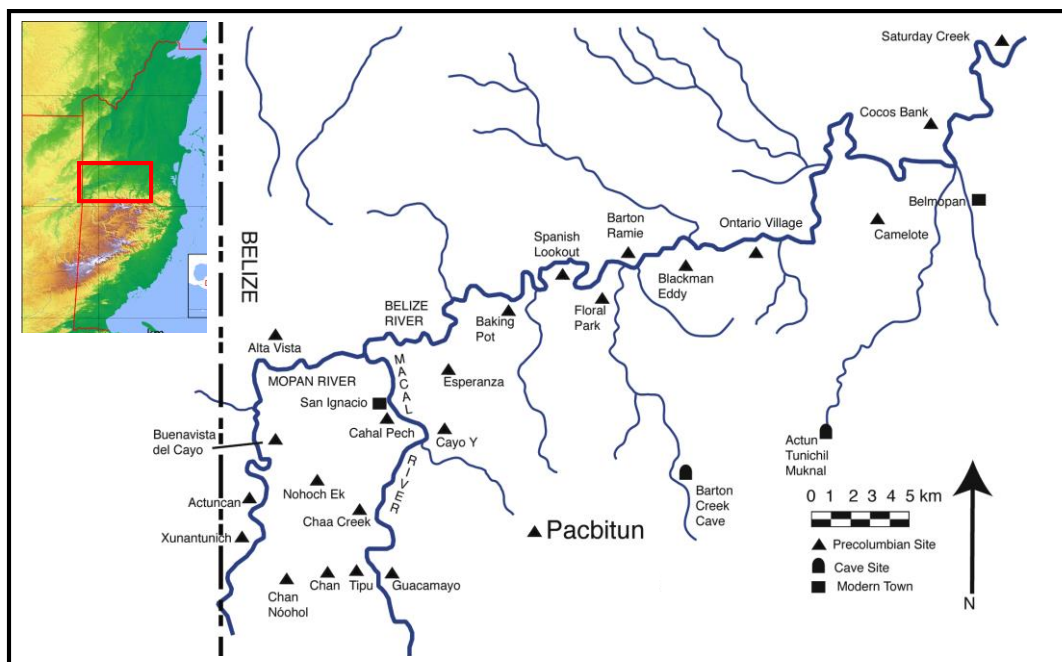 Saturday Creek
Cocos Bank
Belmopan
Camelote
Ontario Village
Barton
Ramie
Spanish
Lookout
Blackman
Eddy
Floral
Park
BELIZE
BELIZE
RIVER
Baking
Pot
Alta Vista
MOPAN RIVER
MACAL
RIVER
Esperanza
San Ignacio
Cahal Pech
Cayo Y
Buenavista
del Cayo
Actun
Tunichil
Muknal
Nohoch Ek
Actuncan
Chaa Creek
Barton
Creek
Cave
0 1 2 3 4 5 km
Xunantunich
Pacbitun
Precolumbian Site
Cave Site
Modern Town
Chan
Nóohol
Chan
Tipu
Guacamayo
N